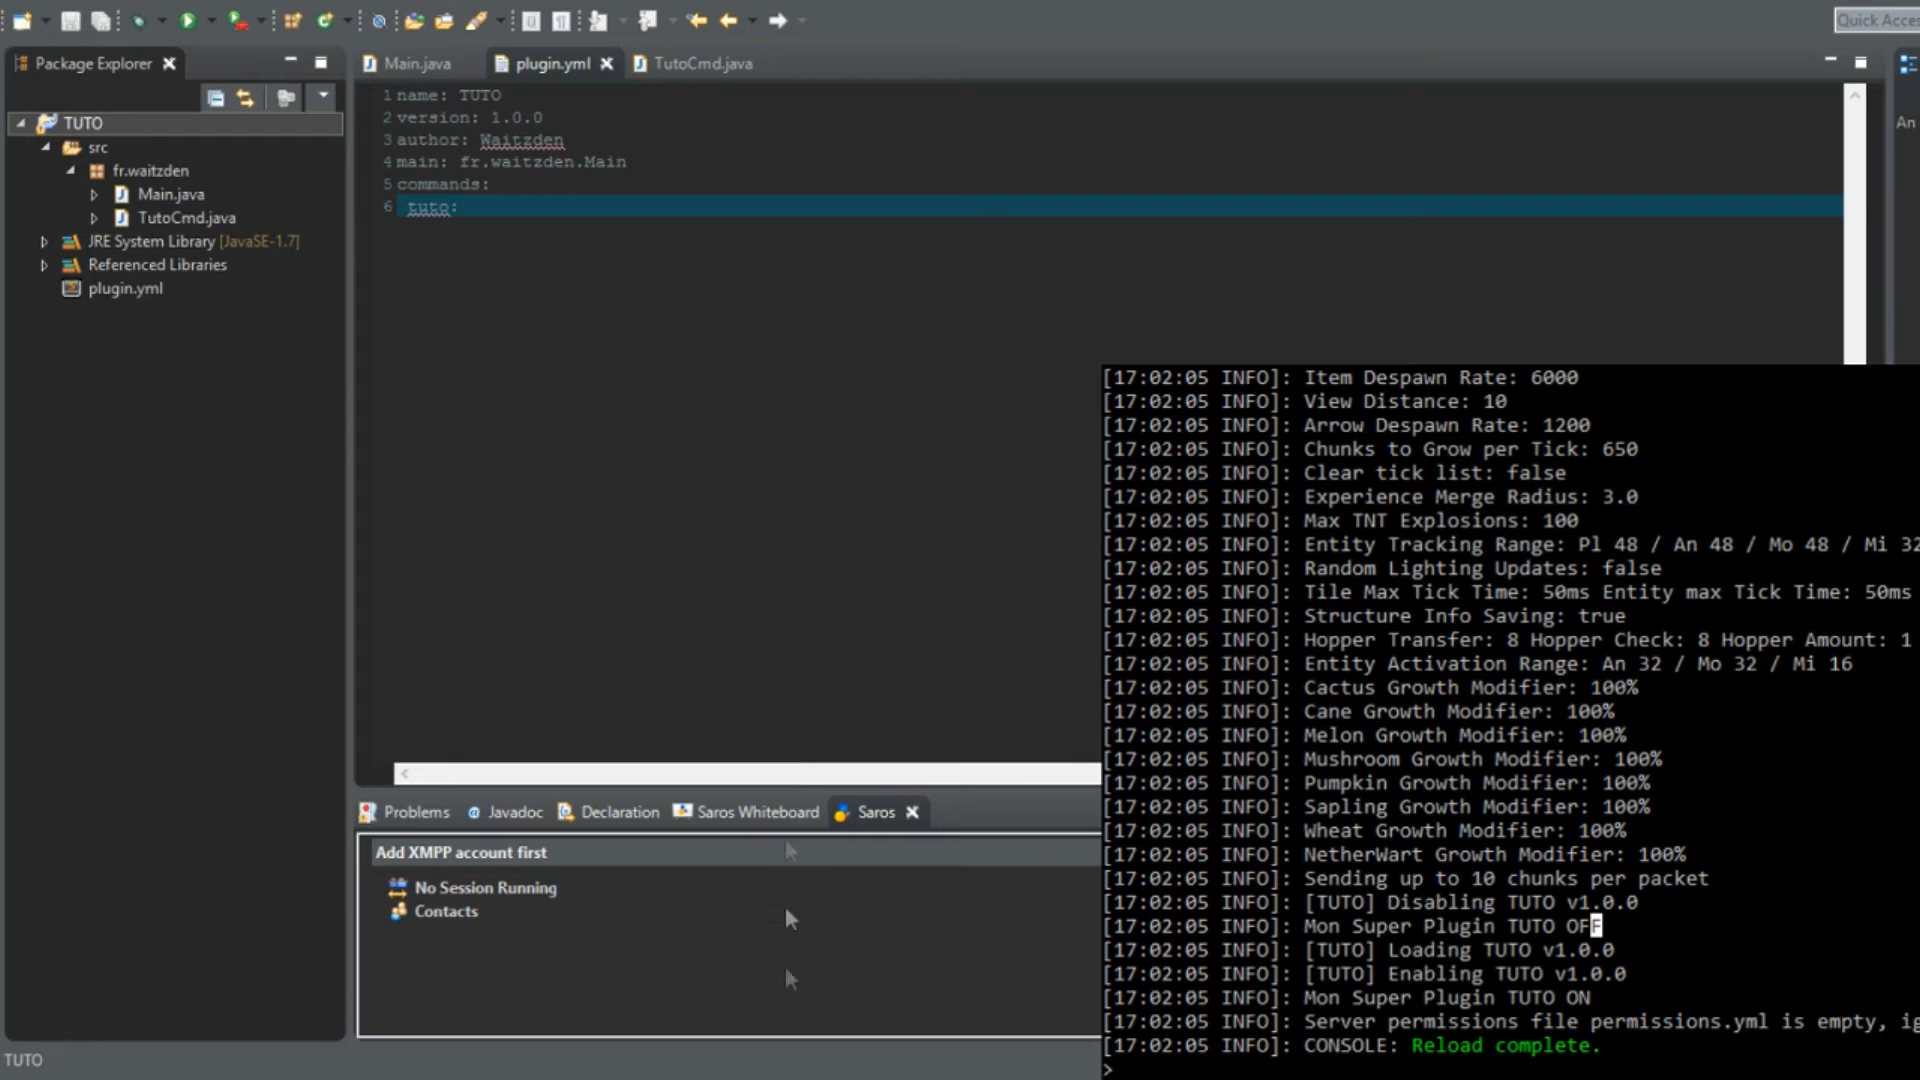 Quick Acces
Package Explorer
Main.java
plugin.yml
TutoCmd.java
TUTO
src
fr.waitzden
Main.java
TutoCmd.java
JRE System Library [JavaSE-1.7]
Referenced Libraries
plugin.yml
1 name: TUTO
2 version: 1.0.0
3 author: Waitzden
4 main: fr.waitzden.Main
5 commands:
6 tuto:
An
Problems
Javadoc
Declaration
Saros Whiteboard
Saros
Add XMPP account first
No Session Running
Contacts
[17:02:05 INFO]: Item Despawn Rate: 6000
[17:02:05 INFO]: View Distance: 10
[17:02:05 INFO]: Arrow Despawn Rate: 1200
[17:02:05 INFO]: Chunks to Grow per Tick: 650
[17:02:05 INFO]: Clear tick list: false
[17:02:05 INFO]: Experience Merge Radius: 3.0
[17:02:05 INFO]: Max TNT Explosions: 100
[17:02:05 INFO]: Entity Tracking Range: Pl 48 / An 48 / Mo 48 / Mi 32
[17:02:05 INFO]: Random Lighting Updates: false
[17:02:05 INFO]: Tile Max Tick Time: 50ms Entity max Tick Time: 50ms
[17:02:05 INFO]: Structure Info Saving: true
[17:02:05 INFO]: Hopper Transfer: 8 Hopper Check: 8 Hopper Amount: 1
[17:02:05 INFO]: Entity Activation Range: An 32 / Mo 32 / Mi 16
[17:02:05 INFO]: Cactus Growth Modifier: 100%
[17:02:05 INFO]: Cane Growth Modifier: 100%
[17:02:05 INFO]: Melon Growth Modifier: 100%
[17:02:05 INFO]: Mushroom Growth Modifier: 100%
[17:02:05 INFO]: Pumpkin Growth Modifier: 100%
[17:02:05 INFO]: Sapling Growth Modifier: 100%
[17:02:05 INFO]: Wheat Growth Modifier: 100%
[17:02:05 INFO]: NetherWart Growth Modifier: 100%
[17:02:05 INFO]: Sending up to 10 chunks per packet
[17:02:05 INFO]: [TUTO] Disabling TUTO v1.0.0
[17:02:05 INFO]: Mon Super Plugin TUTO OFF
[17:02:05 INFO]: [TUTO] Loading TUTO v1.0.0
[17:02:05 INFO]: [TUTO] Enabling TUTO v1.0.0
[17:02:05 INFO]: Mon Super Plugin TUTO ON
[17:02:05 INFO]: Server permissions file permissions.yml is empty, ig
[17:02:05 INFO]: CONSOLE: Reload complete.
>
TUTO